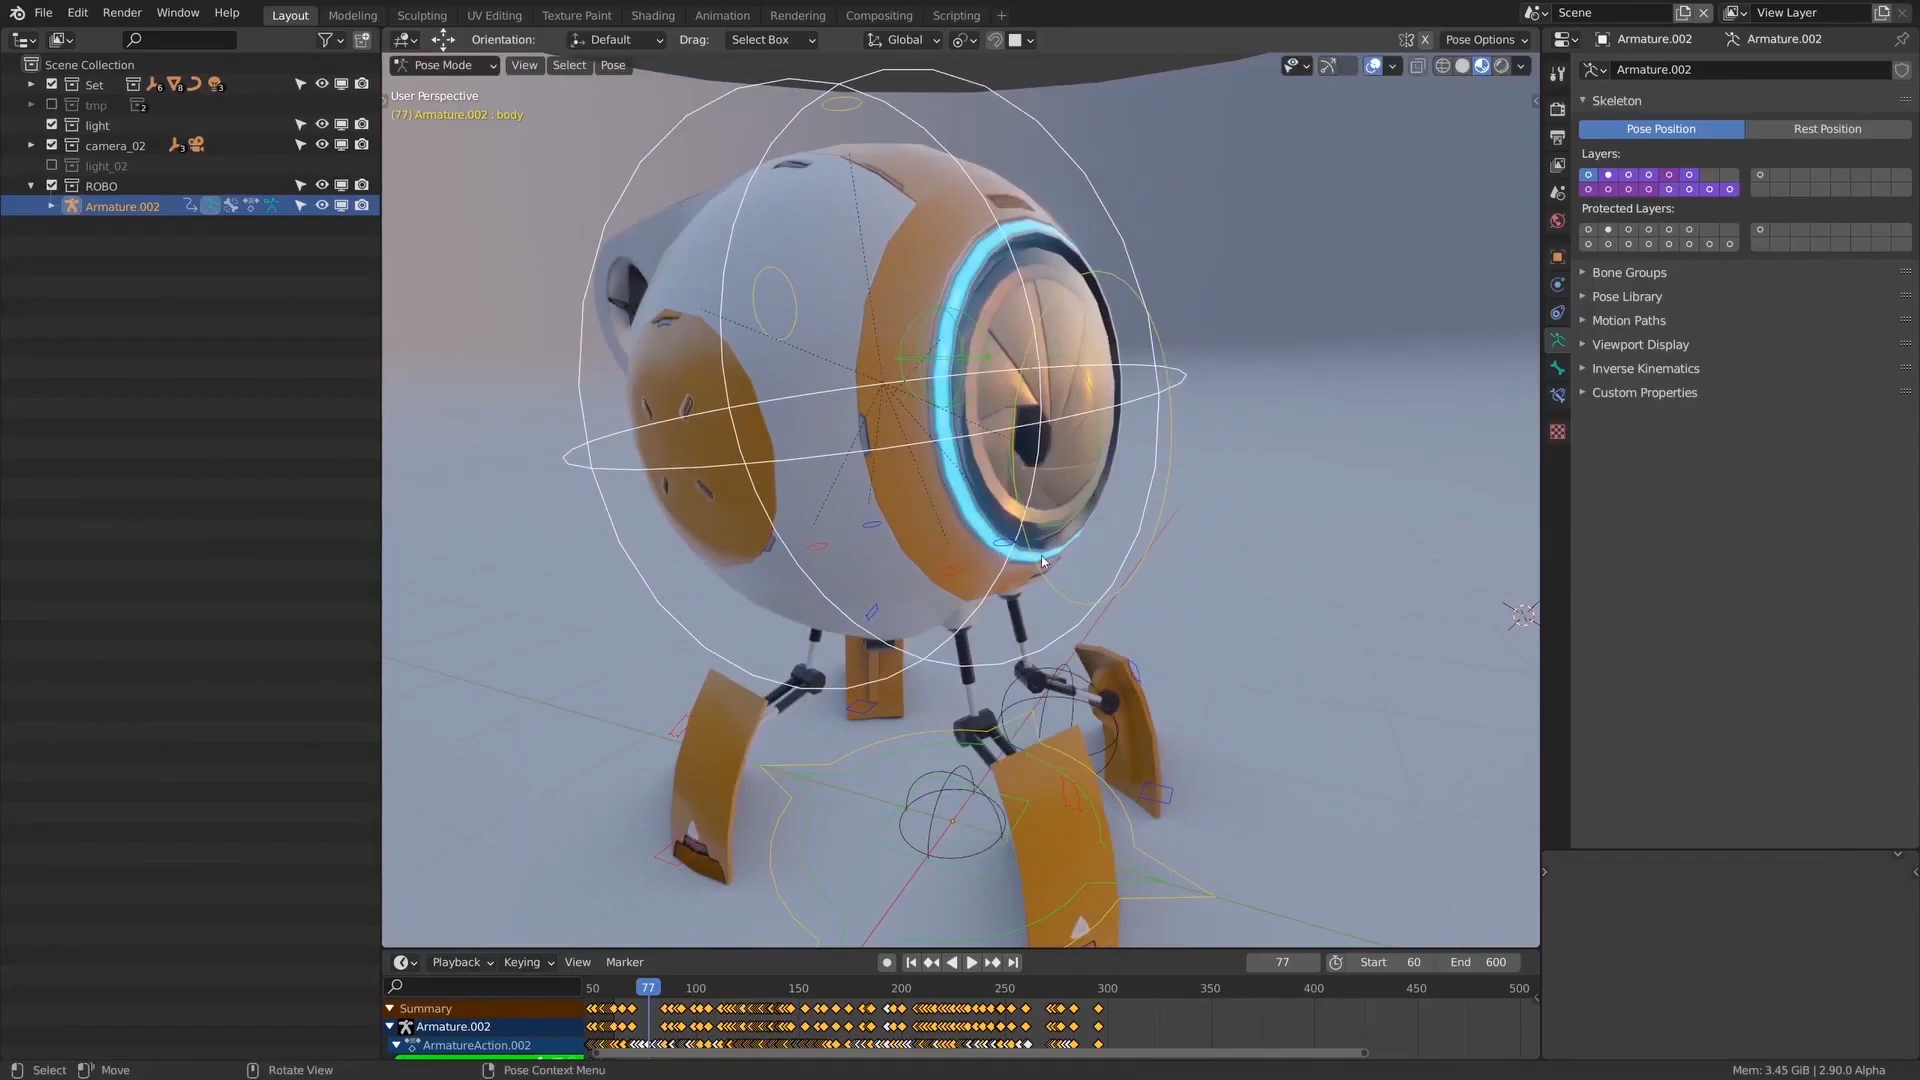 File Edit Render Window Help
Layout Modeling Sculpting UV Editing Texture Paint Shading Animation Rendering Compositing Scripting +
Scene
View Layer
Orientation: Default Drag: Select Box
Global
X Pose Options
Armature.002 Armature.002
Scene Collection
Pose Mode View Select Pose
Armature.002
Set 6 8 3
User Perspective
(77) Armature.002 : body
Skeleton
tmp 2
light
Pose Position Rest Position
camera_02 3
Layers:
light_02
ROBO
Armature.002
Protected Layers:
Bone Groups
Pose Library
Motion Paths
Viewport Display
Inverse Kinematics
Custom Properties
Playback Keying View Marker
77 Start 60 End 600
50 77 100 150 200 250 300 350 400 450 500
Summary
Armature.002
ArmatureAction.002
Select Move Rotate View Pose Context Menu
Mem: 3.45 GiB | 2.90.0 Alpha